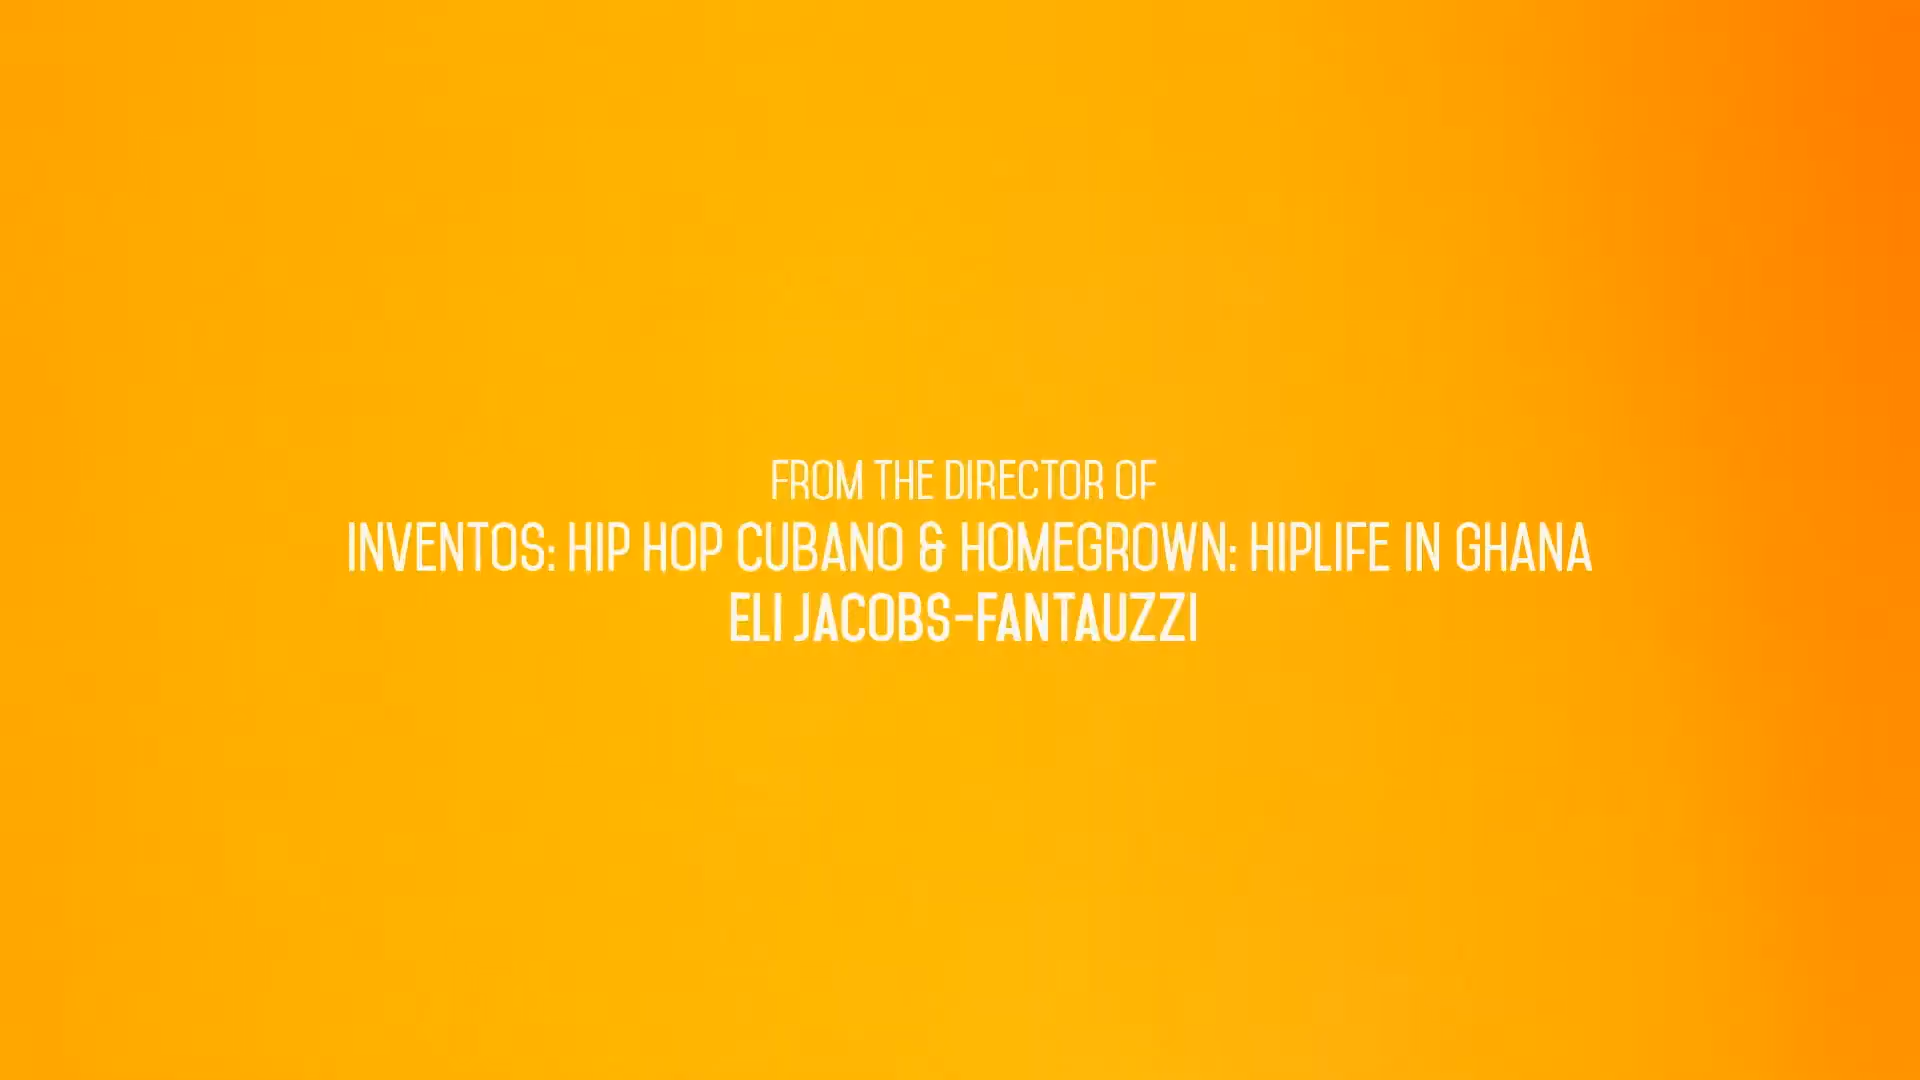 FROM THE DIRECTOR OF
INVENTOS: HIP HOP CUBANO & HOMEGROWN: HIPLIFE IN GHANA
ELI JACOBS-FANTAUZZI